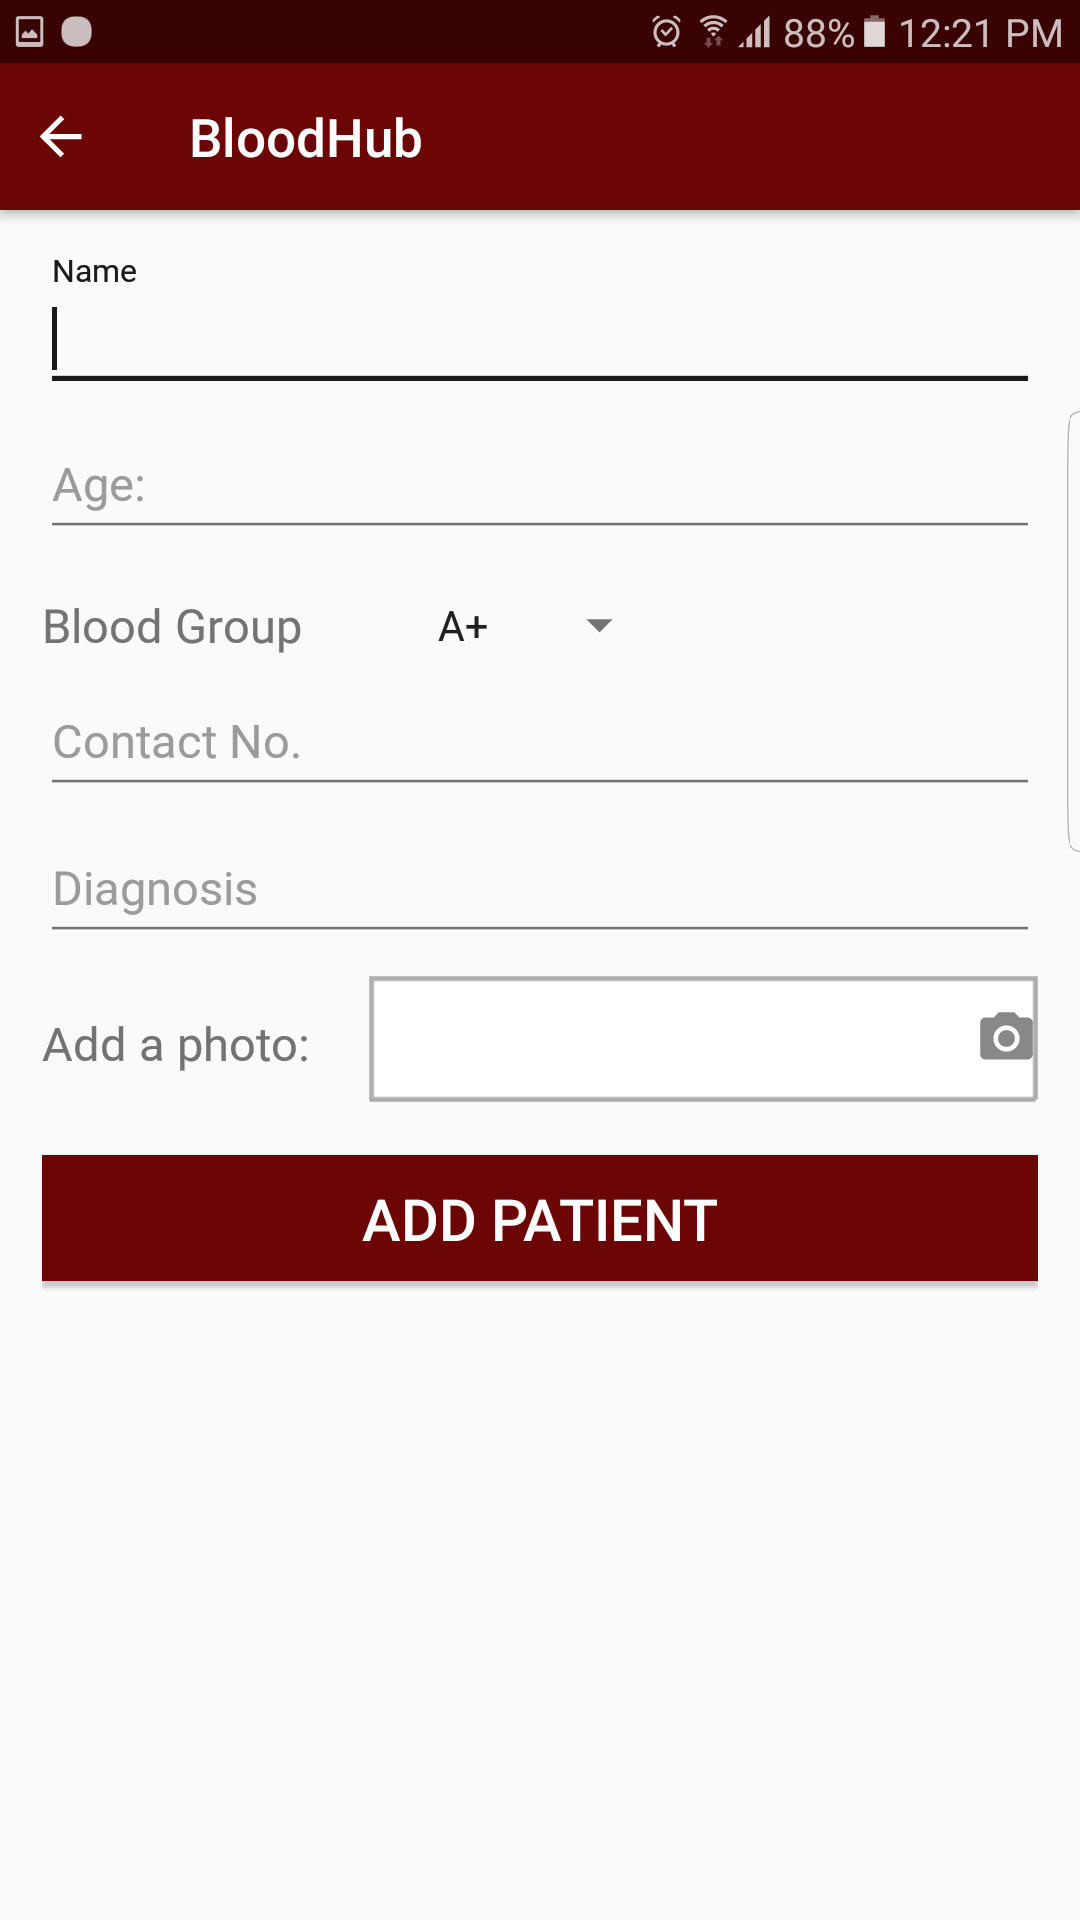 88% 12:21 PM
BloodHub
Name
Age:
Blood Group A+
Contact No.
Diagnosis
Add a photo:
ADD PATIENT